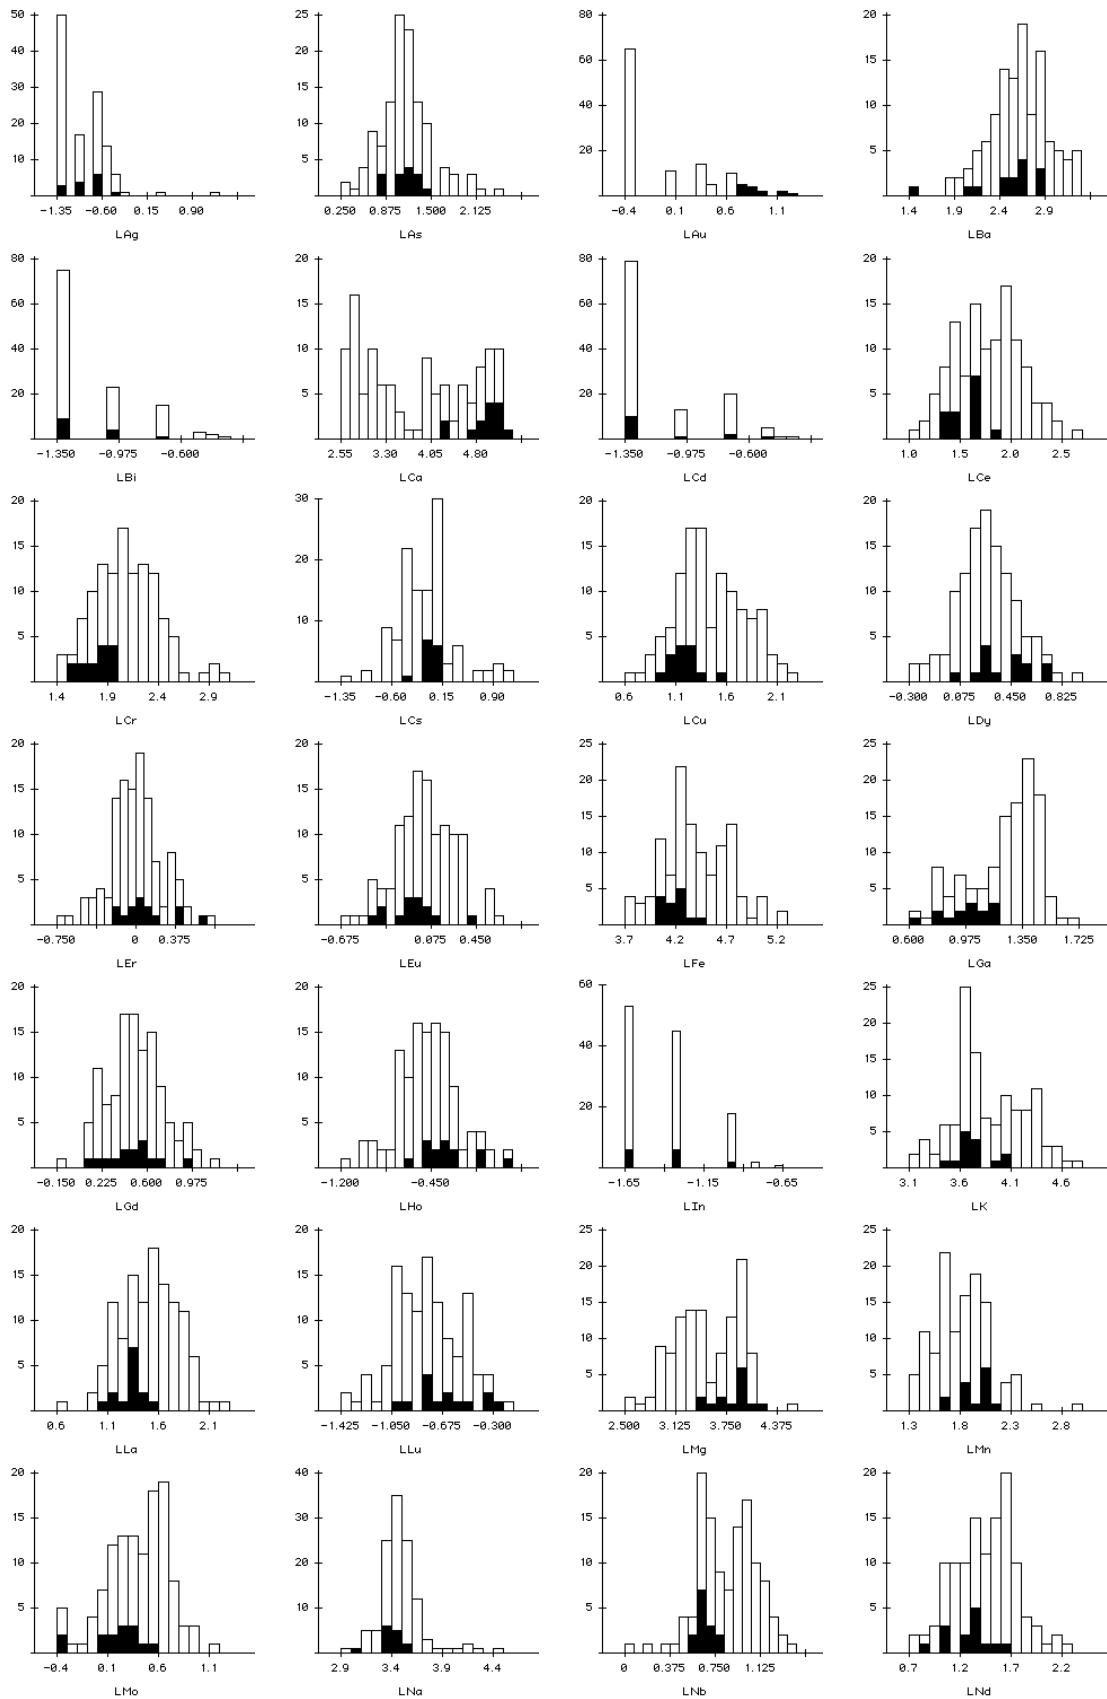 50 40 30 20 10
-1.35 -0.60 0.15 0.90
LAg
25 20 15 10 5
0.250 0.875 1.500 2.125
LAs
80 60 40 20
-0.4 0.1 0.6 1.1
LAu
20 15 10 5
1.4 1.9 2.4 2.9
LBa
80 60 40 20
-1.350 -0.975 -0.600
LBi
20 15 10 5
2.55 3.30 4.05 4.80
LCa
80 60 40 20
-1.350 -0.975 -0.600
LCd
20 15 10 5
1.0 1.5 2.0 2.5
LCe
20 15 10 5
1.4 1.9 2.4 2.9
LCr
30 20 10
-1.35 -0.60 0.15 0.90
LCs
20 15 10 5
0.6 1.1 1.6 2.1
LCu
20 15 10 5
-0.300 0.075 0.450 0.825
LDy
20 15 10 5
-0.750 0 0.375
LEr
20 15 10 5
-0.675 0.075 0.450
LEu
25 20 15 10 5
3.7 4.2 4.7 5.2
LFe
25 20 15 10 5
0.600 0.975 1.350 1.725
LGa
20 15 10 5
-0.150 0.225 0.600 0.975
LGd
20 15 10 5
-1.200 -0.450
LHo
60 40 20
-1.65 -1.15 -0.65
LIn
25 20 15 10 5
3.1 3.6 4.1 4.6
LK
20 15 10 5
0.6 1.1 1.6 2.1
LLa
20 15 10 5
-1.425 -1.050 -0.675 -0.300
LLu
25 20 15 10 5
2.500 3.125 3.750 4.375
LMg
25 20 15 10 5
1.3 1.8 2.3 2.8
LMn
20 15 10 5
-0.4 0.1 0.6 1.1
LMo
40 30 20 10
2.9 3.4 3.9 4.4
LNa
20 15 10 5
0 0.375 0.750 1.125
LNb
20 15 10 5
0.7 1.2 1.7 2.2
LNd